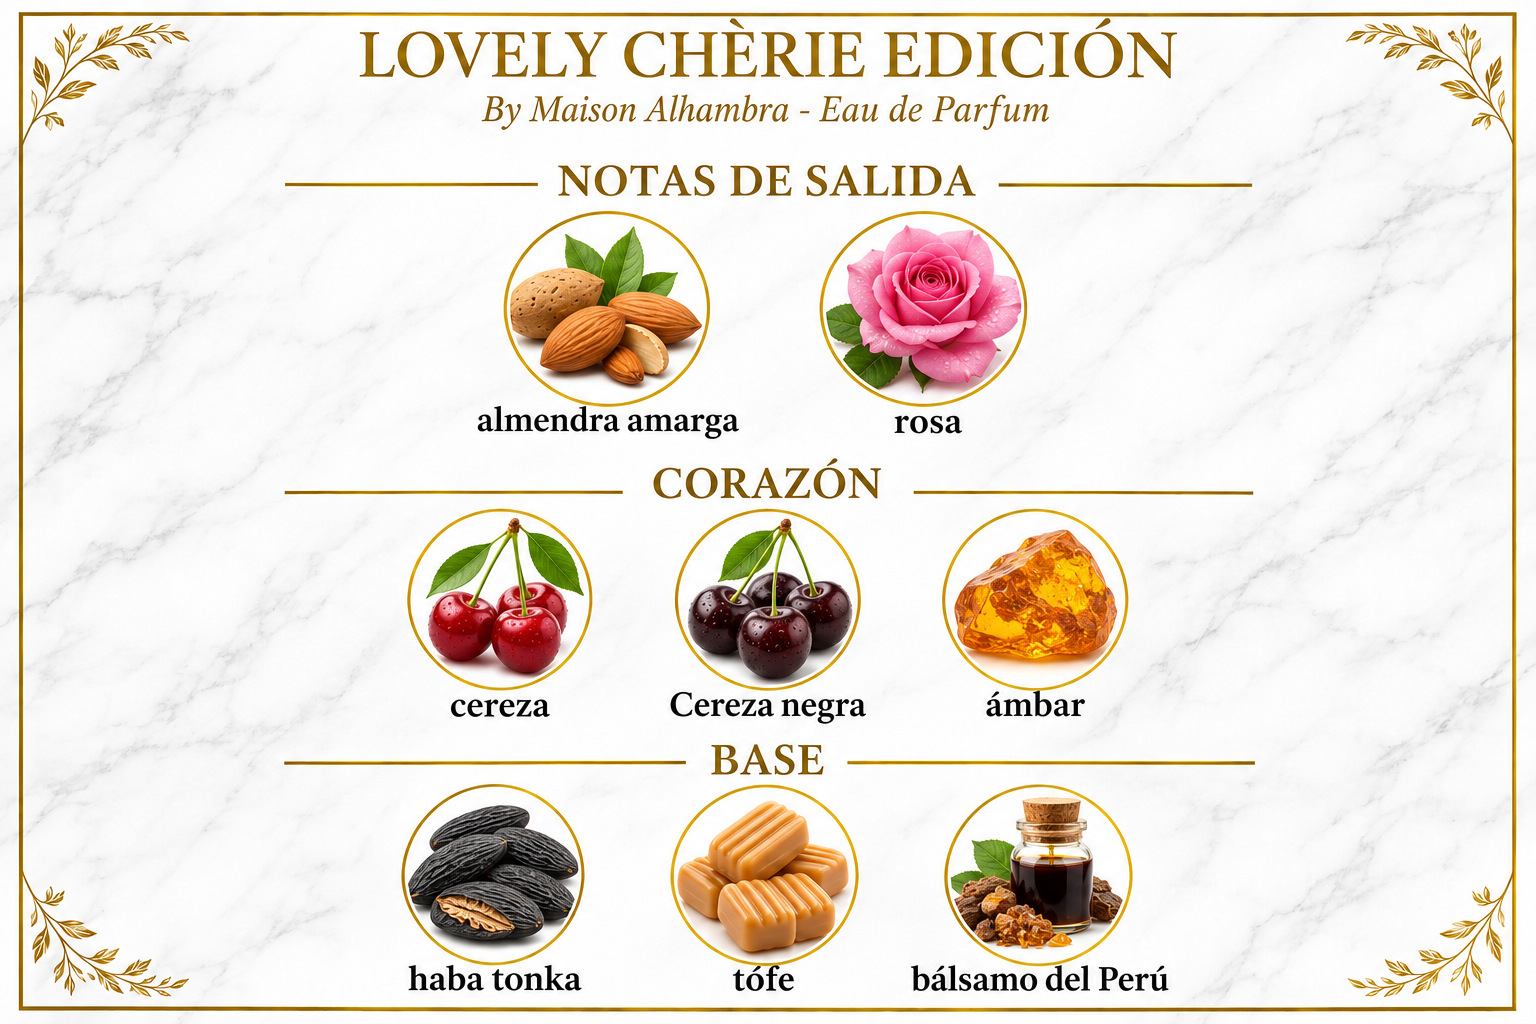 LOVELY CHÈRIE EDICIÓN
By Maison Alhambra - Eau de Parfum
NOTAS DE SALIDA
almendra amarga
rosa
CORAZÓN
cereza
Cereza negra
ámbar
BASE
haba tonka
tófe
bálsamo del Perú